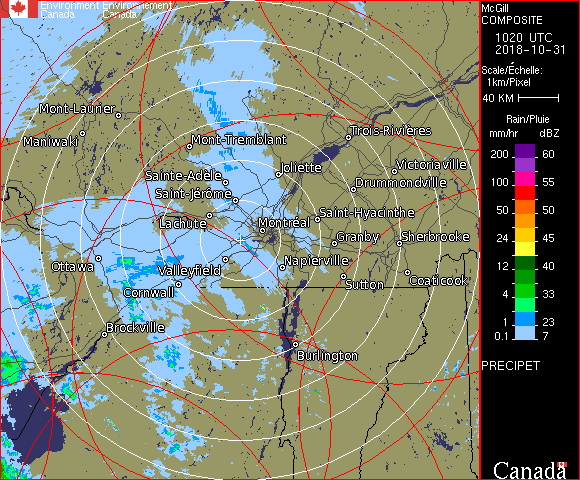 Environment Environnement
Canada Canada
McGill
COMPOSITE
1020 UTC
2018-10-31
Scale/Échelle:
1km/Pixel
40 KM
Rain/Pluie
mm/hr dBZ
200 60
100 55
50 50
24 45
12 40
4 33
1 23
0.1 7
PRECIPET
Canada
Mont-Laurier
Maniwaki
Mont-Tremblant
Trois-Rivières
Sainte-Adèle
Joliette
Victoriaville
Saint-Jérôme
Drummondville
Lachute
Montréal
Saint-Hyacinthe
Granby
Sherbrooke
Ottawa
Valleyfield
Napierville
Cornwall
Sutton
Coaticook
Brockville
Burlington